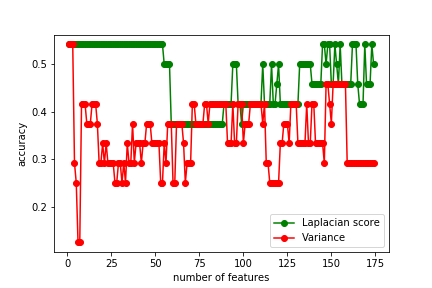 0.5
0.4
0.3
0.2
accuracy
0 25 50 75 100 125 150 175
number of features
Laplacian score
Variance